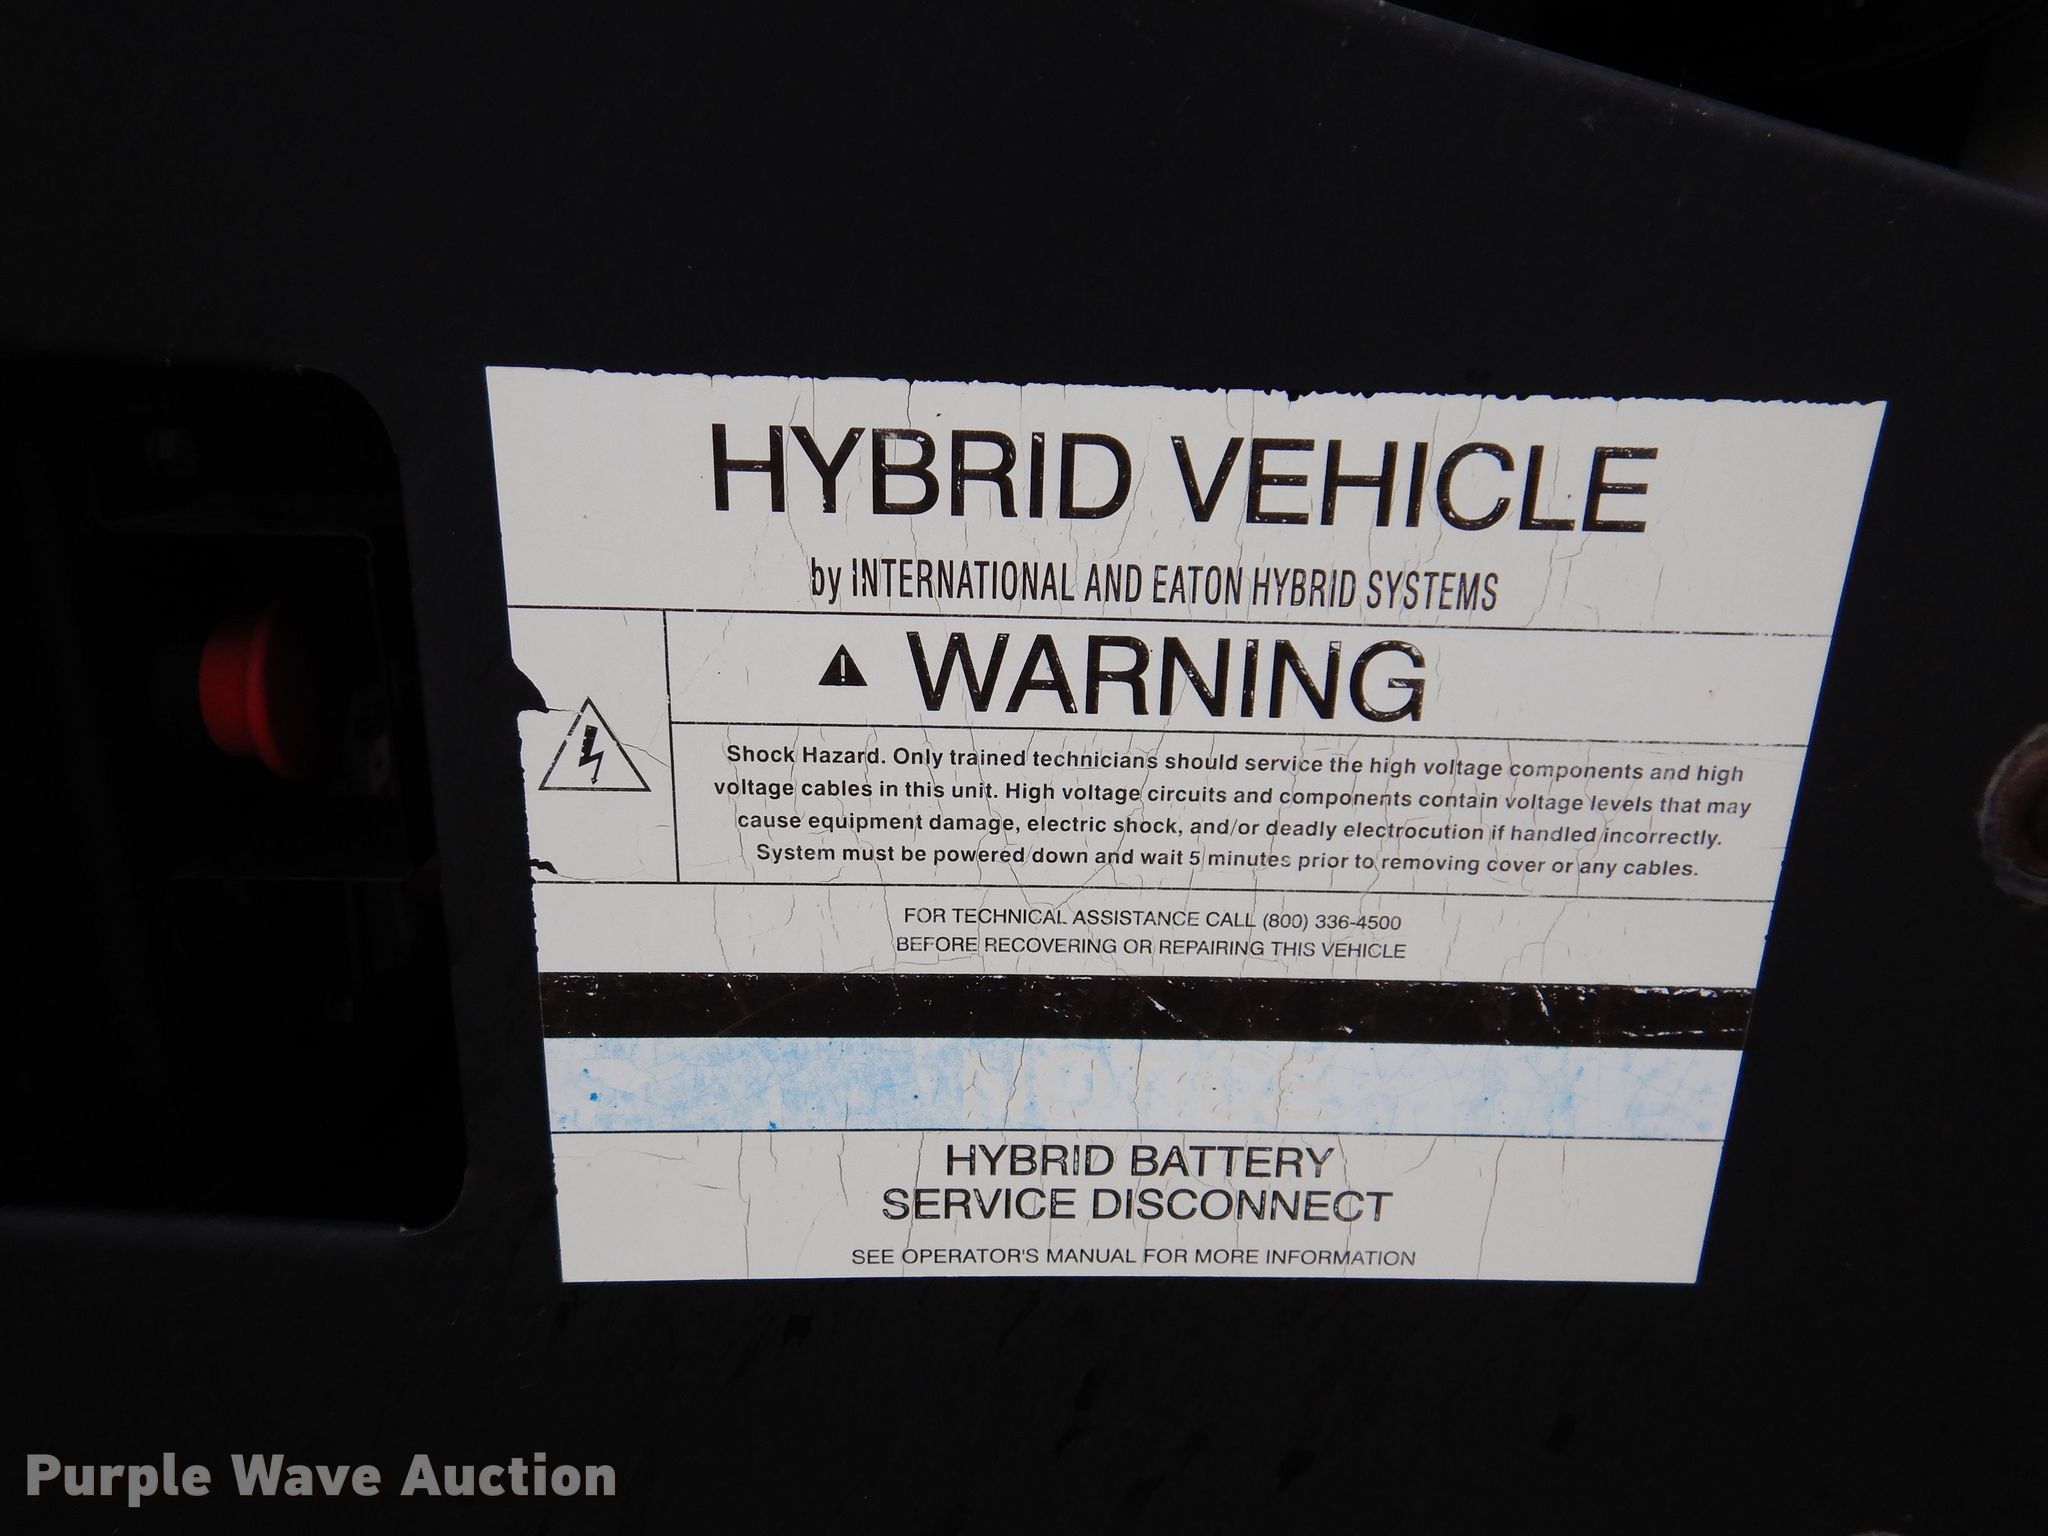 HYBRID VEHICLE
by INTERNATIONAL AND EATON HYBRID SYSTEMS
WARNING
Shock Hazard. Only trained technicians should service the high voltage components and high
voltage cables in this unit. High voltage circuits and components contain voltage levels that may
cause equipment damage, electric shock, and/or deadly electrocution if handled incorrectly.
System must be powered down and wait 5 minutes prior to removing cover or any cables.
FOR TECHNICAL ASSISTANCE CALL (800) 336-4500
BEFORE RECOVERING OR REPAIRING THIS VEHICLE
HYBRID BATTERY
SERVICE DISCONNECT
SEE OPERATOR'S MANUAL FOR MORE INFORMATION
Purple Wave Auction